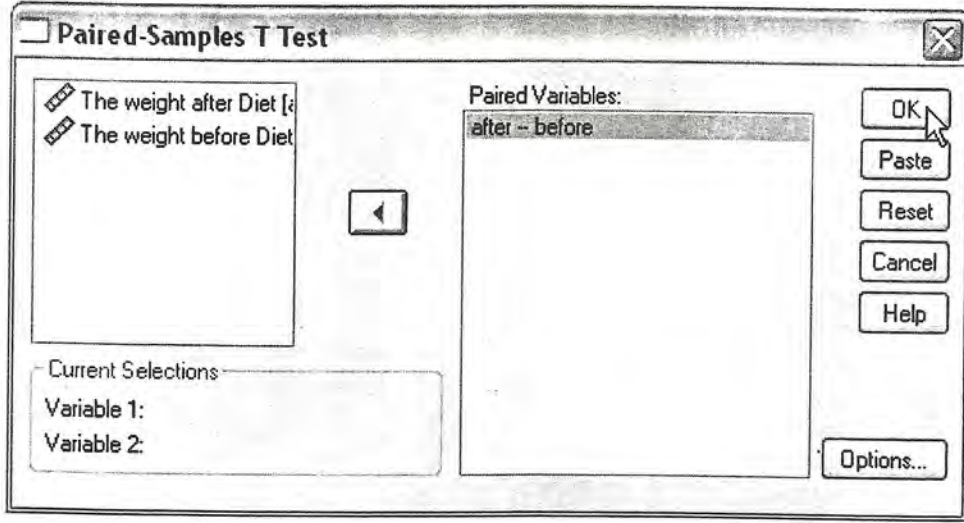 Paired-Samples T Test
The weight after Diet [a
The weight before Diet
Paired Variables:
after -- before
OK
Paste
Reset
Cancel
Help
Current Selections
Variable 1:
Variable 2:
Options...